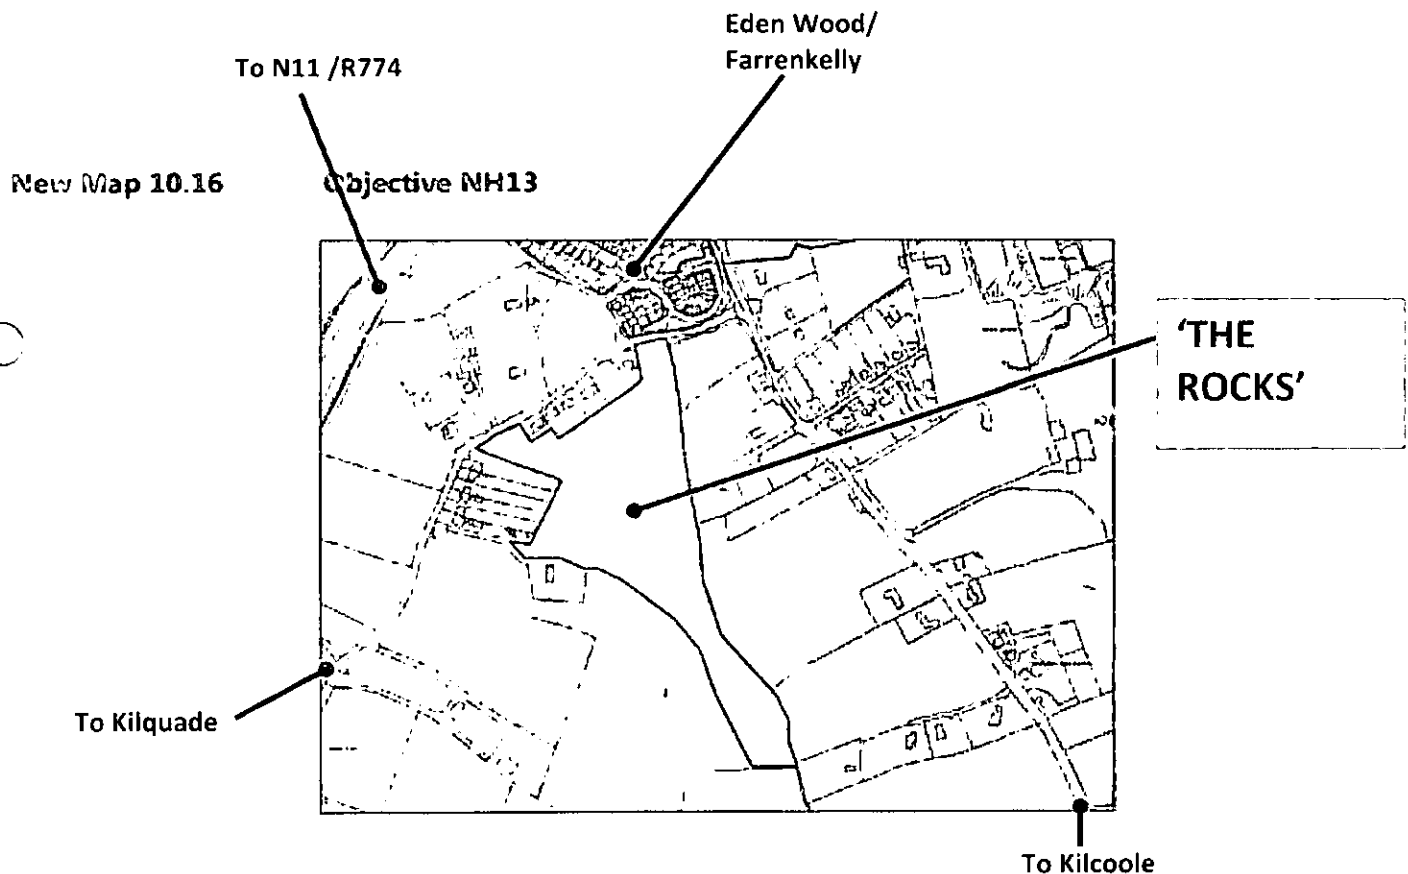 Eden Wood/
Farrenkelly
To N11 /R774
New Map 10.16 Objective NH13
‘THE
ROCKS’
To Kilquade
To Kilcoole